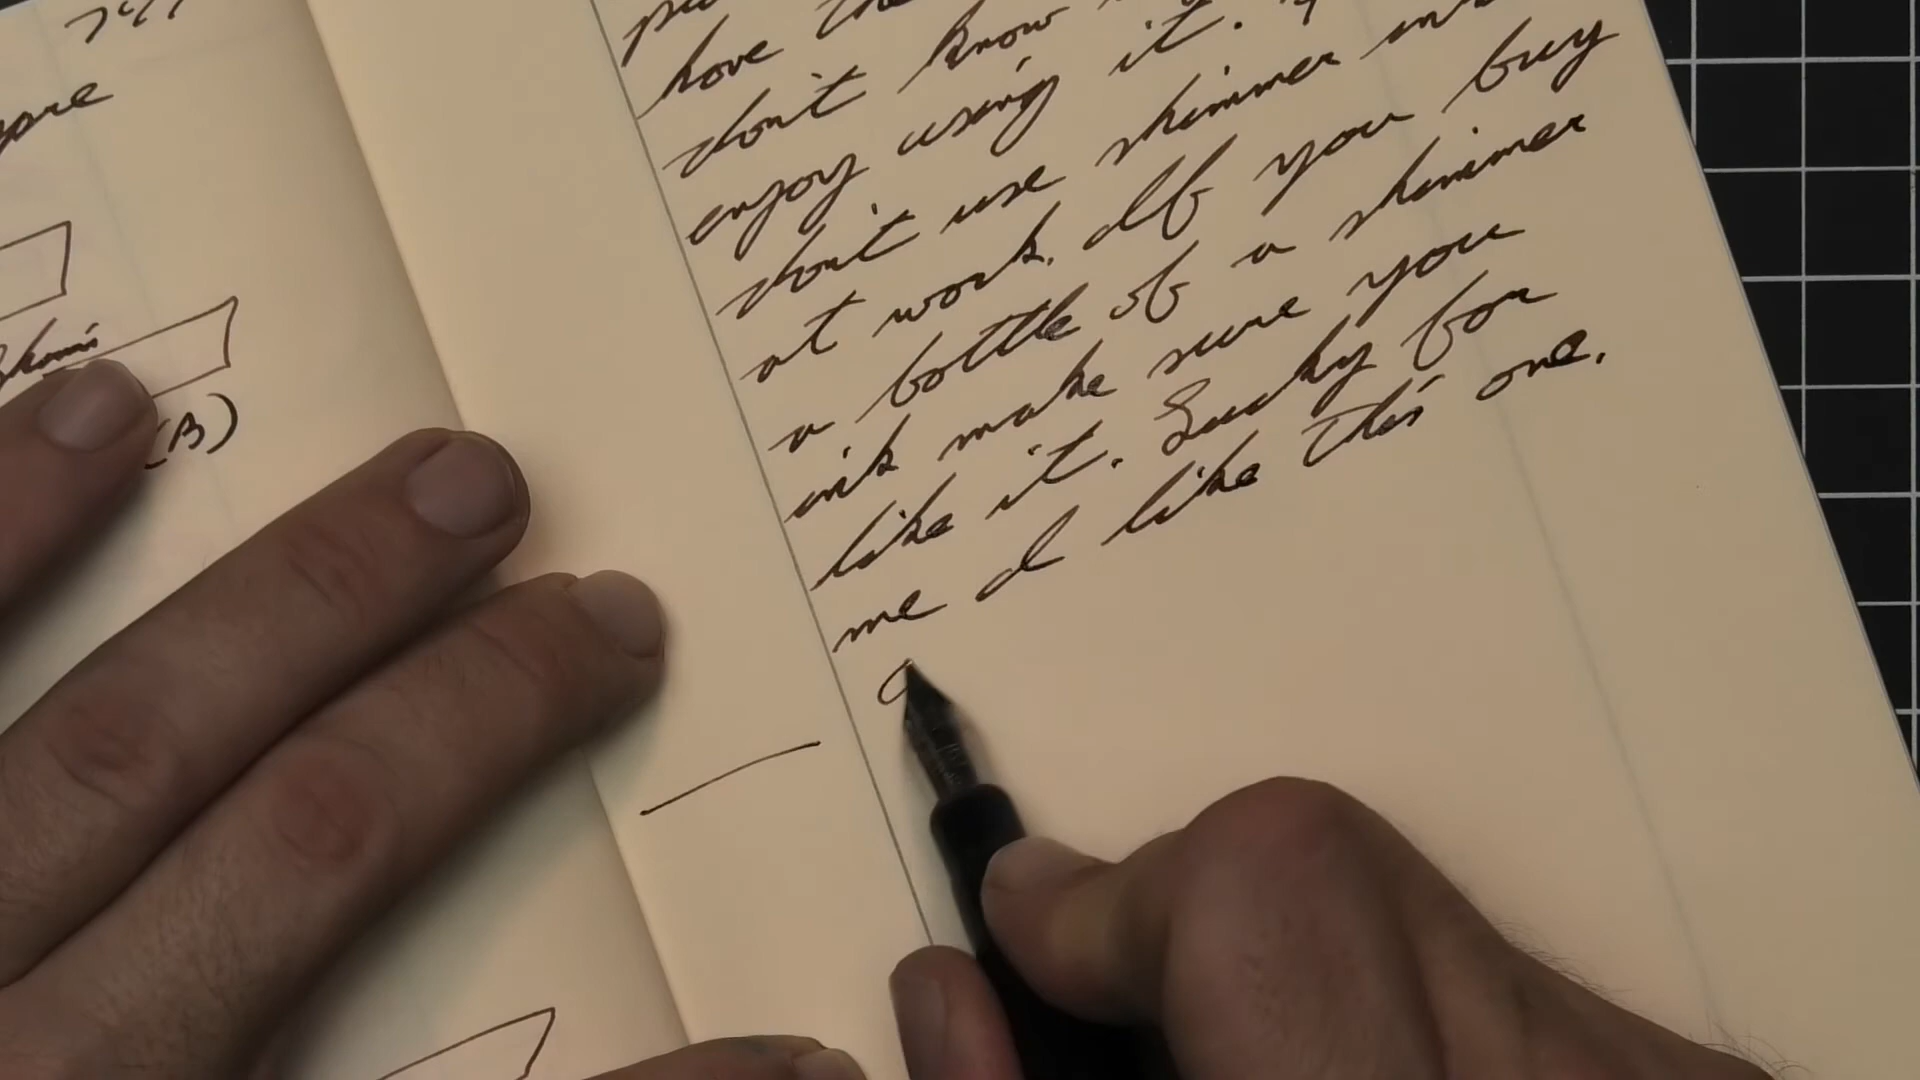 have the
don't know
enjoy using it.
don't use shimmer
at work. If you buy
a bottle of a shimmer
ink make sure you
like it. Lucky for
me I like this one.
(B)